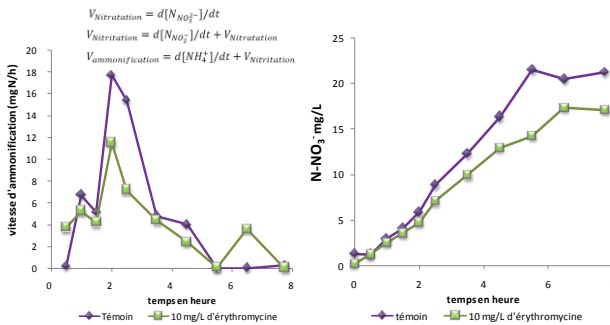 V_Nitratation = d[N_NO₃²⁻]/dt
V_Nitritation = d[N_NO₂⁻]/dt + V_Nitratation
V_ammonification = d[NH₄⁺]/dt + V_Nitritation
vitesse d'ammonification (mgN/h)
20
18
16
14
12
10
8
6
4
2
0
0 2 4 6 8
temps en heure
Témoin 10 mg/L d'érythromycine
N-NO₃⁻ mg/L
25
20
15
10
5
0
0 2 4 6
temps en heure
témoin 10 mg/L d'érythromycine